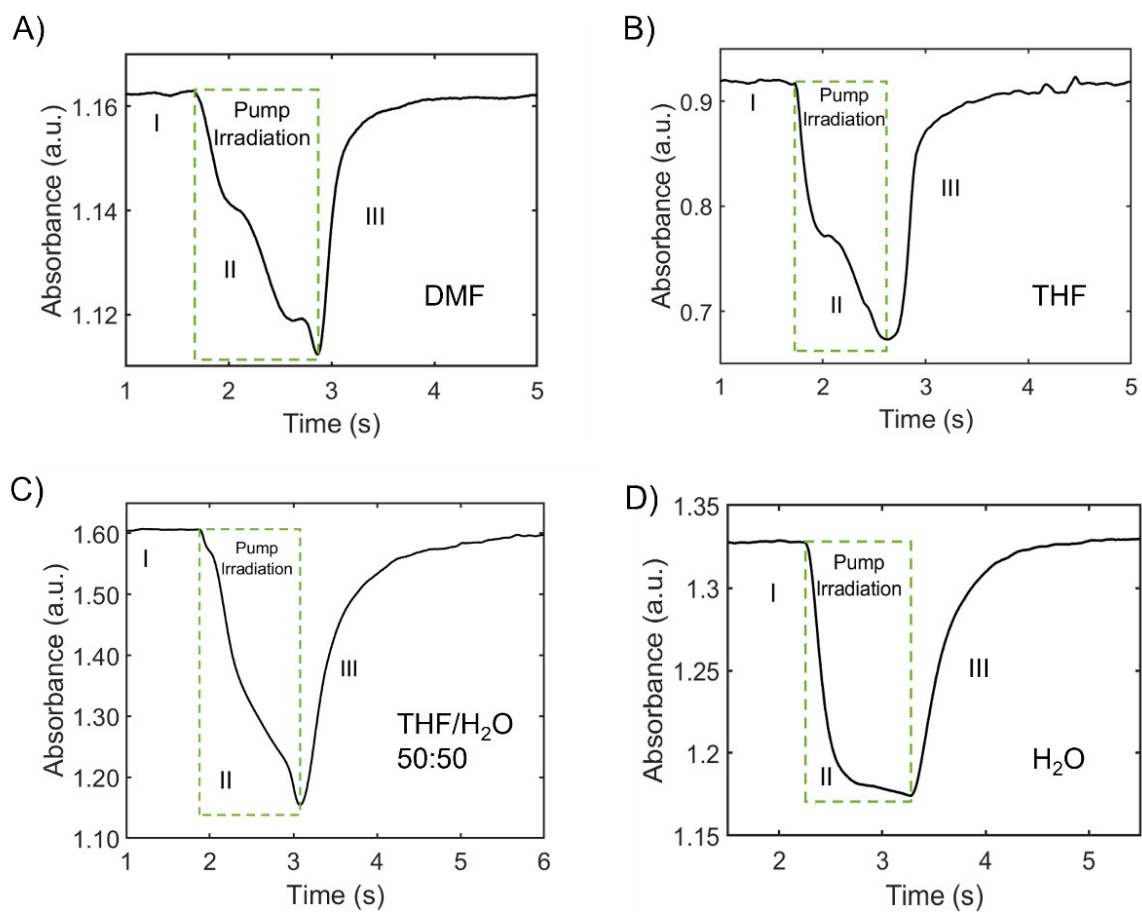 A)
Absorbance (a.u.)
1.16
1.14
1.12
Pump
Irradiation
I
II
III
DMF
1 2 3 4 5
Time (s)
B)
Absorbance (a.u.)
0.9
0.8
0.7
Pump
Irradiation
I
II
III
THF
1 2 3 4 5
Time (s)
C)
Absorbance (a.u.)
1.60
1.50
1.40
1.30
1.20
1.10
Pump
Irradiation
I
II
III
THF/H₂O
50:50
1 2 3 4 5 6
Time (s)
D)
Absorbance (a.u.)
1.35
1.3
1.25
1.2
1.15
Pump
Irradiation
I
II
III
H₂O
2 3 4 5
Time (s)